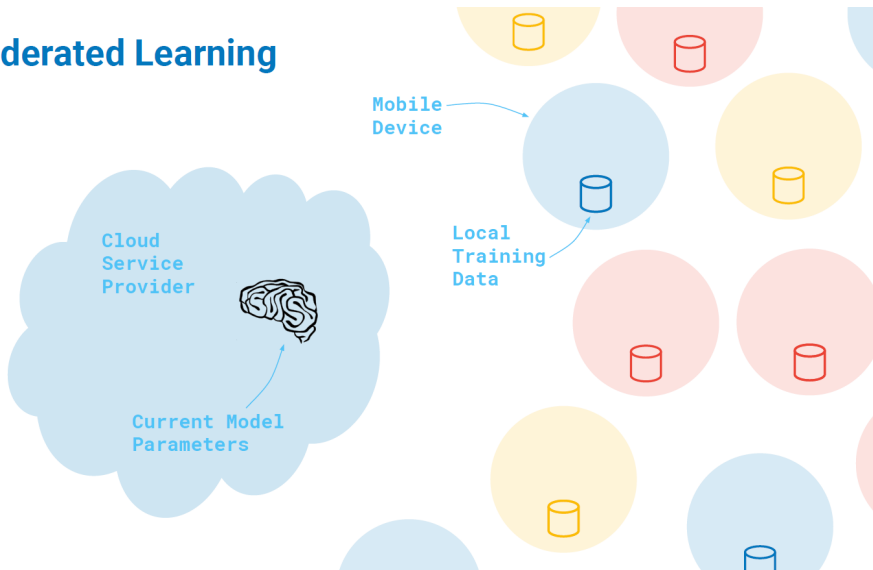 derated Learning
Mobile
Device
Cloud
Service
Provider
Local
Training
Data
Current Model
Parameters